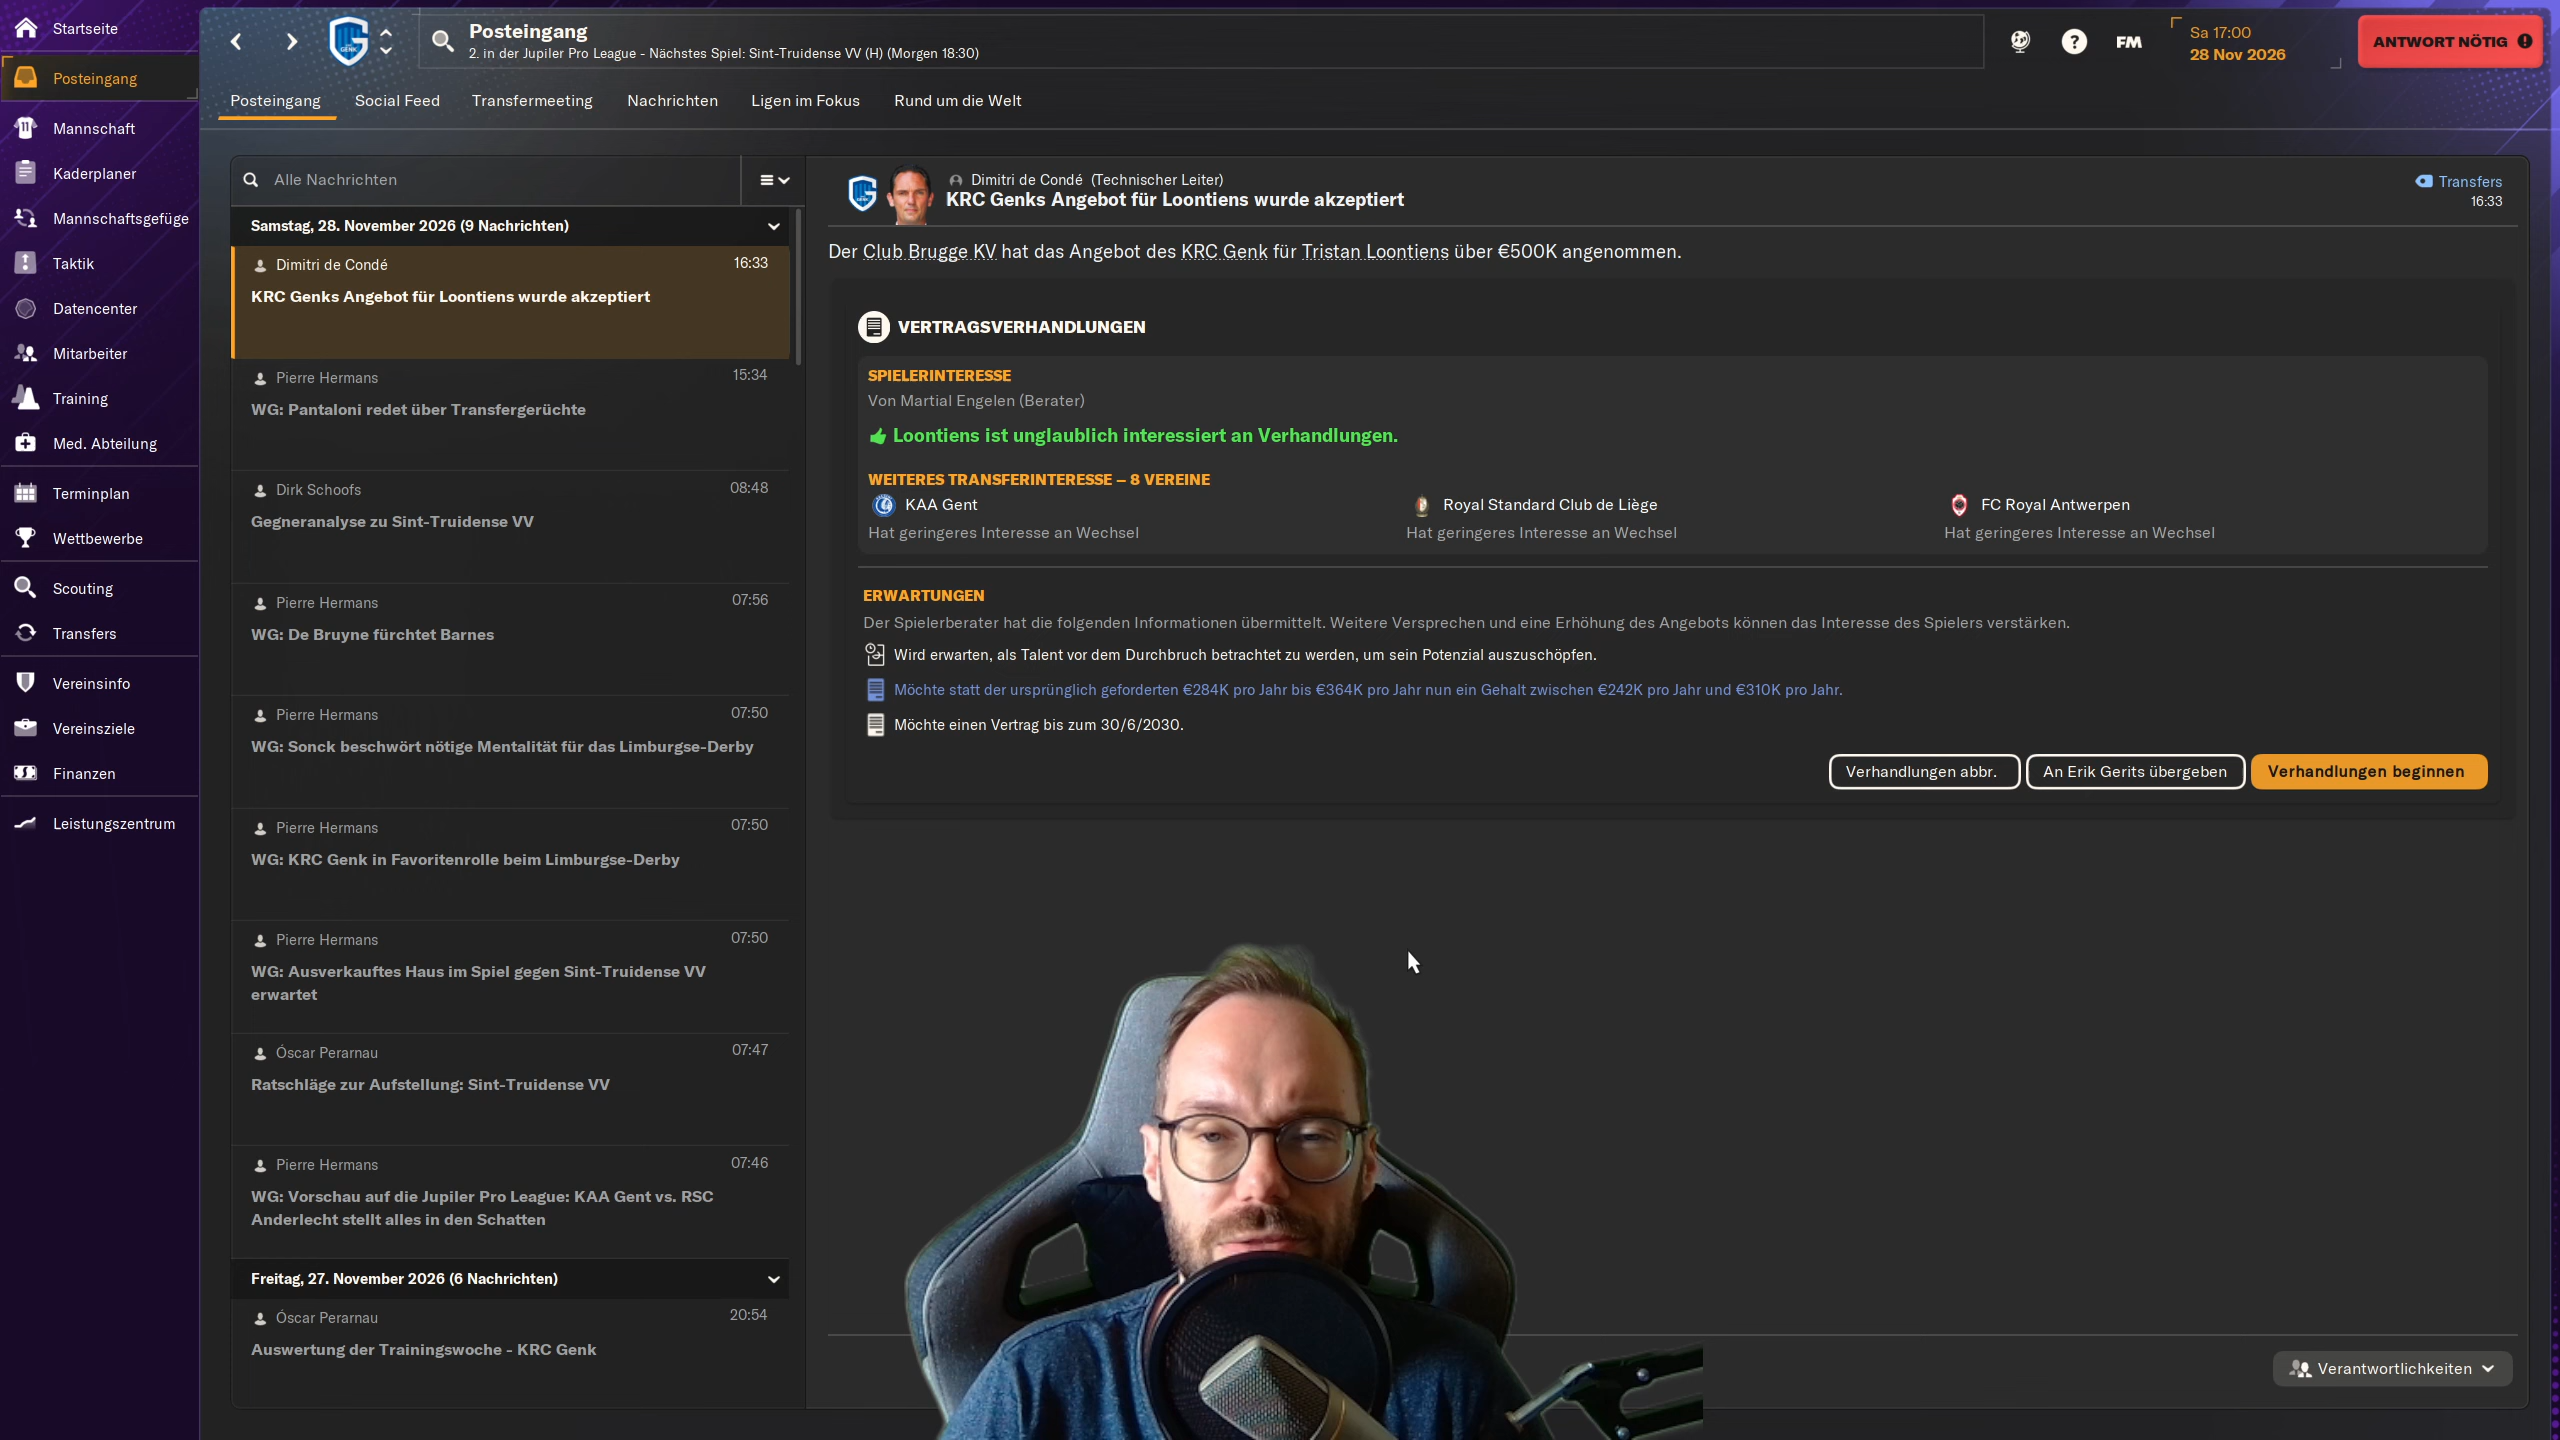 Startseite
Posteingang
Mannschaft
Kaderplaner
Mannschaftsgefüge
Taktik
Datencenter
Mitarbeiter
Training
Med. Abteilung
Terminplan
Wettbewerbe
Scouting
Transfers
Vereinsinfo
Vereinsziele
Finanzen
Leistungszentrum
GENK
Posteingang
2. in der Jupiler Pro League - Nächstes Spiel: Sint-Truidense VV (H) (Morgen 18:30)
?
FM
Sa 17:00
28 Nov 2026
ANTWORT NÖTIG
Posteingang
Social Feed
Transfermeeting
Nachrichten
Ligen im Fokus
Rund um die Welt
Alle Nachrichten
Samstag, 28. November 2026 (9 Nachrichten)
Dimitri de Condé 16:33
KRC Genks Angebot für Loontiens wurde akzeptiert
Pierre Hermans 15:34
WG: Pantaloni redet über Transfergerüchte
Dirk Schoofs 08:48
Gegneranalyse zu Sint-Truidense VV
Pierre Hermans 07:56
WG: De Bruyne fürchtet Barnes
Pierre Hermans 07:50
WG: Sonck beschwört nötige Mentalität für das Limburgse-Derby
Pierre Hermans 07:50
WG: KRC Genk in Favoritenrolle beim Limburgse-Derby
Pierre Hermans 07:50
WG: Ausverkauftes Haus im Spiel gegen Sint-Truidense VV
erwartet
Óscar Perarnau 07:47
Ratschläge zur Aufstellung: Sint-Truidense VV
Pierre Hermans 07:46
WG: Vorschau auf die Jupiler Pro League: KAA Gent vs. RSC
Anderlecht stellt alles in den Schatten
Freitag, 27. November 2026 (6 Nachrichten)
Óscar Perarnau 20:54
Auswertung der Trainingswoche - KRC Genk
Dimitri de Condé (Technischer Leiter)
KRC Genks Angebot für Loontiens wurde akzeptiert
Transfers
16:33
Der Club Brugge KV hat das Angebot des KRC Genk für Tristan Loontiens über €500K angenommen.
VERTRAGSVERHANDLUNGEN
SPIELERINTERESSE
Von Martial Engelen (Berater)
Loontiens ist unglaublich interessiert an Verhandlungen.
WEITERES TRANSFERINTERESSE – 8 VEREINE
KAA Gent
Hat geringeres Interesse an Wechsel
Royal Standard Club de Liège
Hat geringeres Interesse an Wechsel
FC Royal Antwerpen
Hat geringeres Interesse an Wechsel
ERWARTUNGEN
Der Spielerberater hat die folgenden Informationen übermittelt. Weitere Versprechen und eine Erhöhung des Angebots können das Interesse des Spielers verstärken.
Wird erwarten, als Talent vor dem Durchbruch betrachtet zu werden, um sein Potenzial auszuschöpfen.
Möchte statt der ursprünglich geforderten €284K pro Jahr bis €364K pro Jahr nun ein Gehalt zwischen €242K pro Jahr und €310K pro Jahr.
Möchte einen Vertrag bis zum 30/6/2030.
Verhandlungen abbr.
An Erik Gerits übergeben
Verhandlungen beginnen
Verantwortlichkeiten